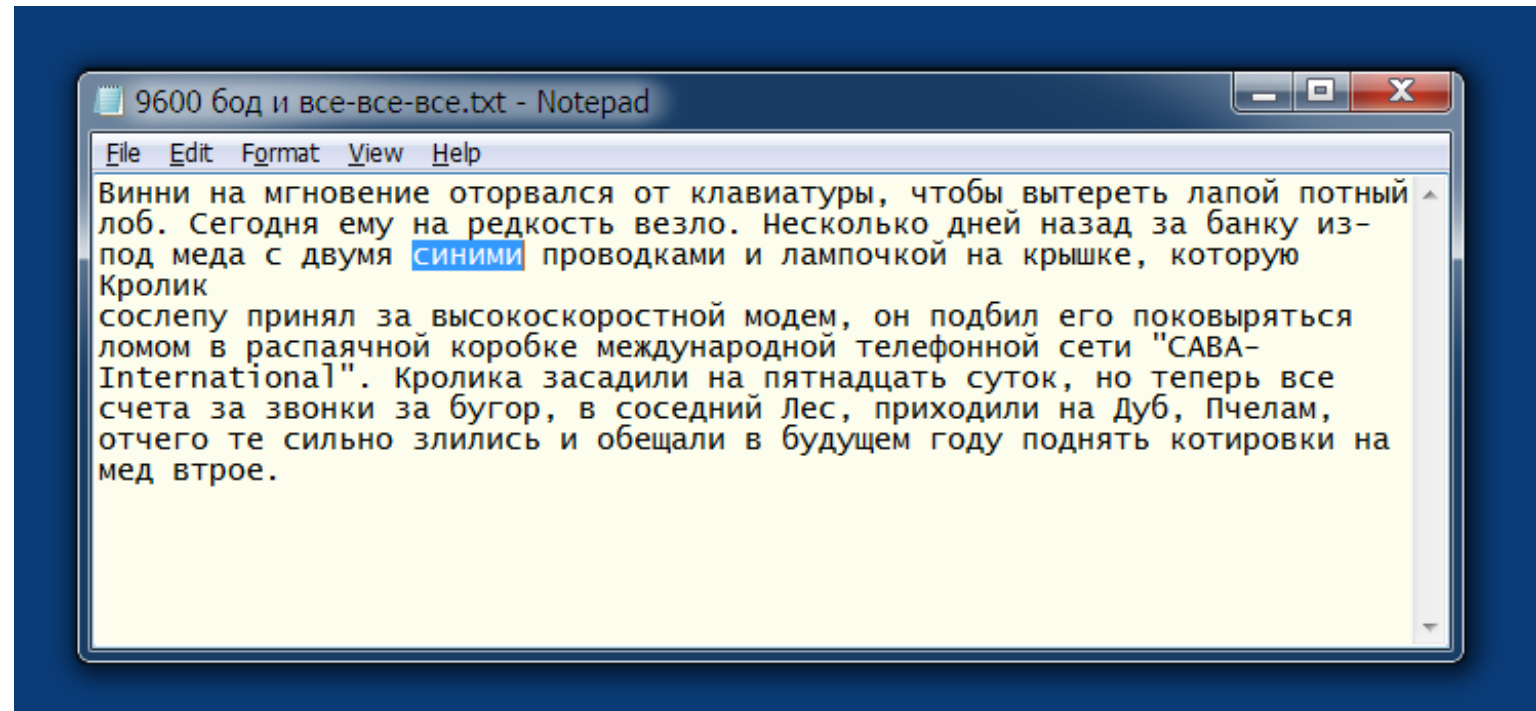 9600 бод и все-все-все.txt - Notepad
File Edit Format View Help
Винни на мгновение оторвался от клавиатуры, чтобы вытереть лапой потный
лоб. Сегодня ему на редкость везло. Несколько дней назад за банку из-
под меда с двумя синими проводками и лампочкой на крышке, которую
Кролик
сослепу принял за высокоскоростной модем, он подбил его поковыряться
ломом в распаячной коробке международной телефонной сети "САВА-
International". Кролика засадили на пятнадцать суток, но теперь все
счета за звонки за бугор, в соседний Лес, приходили на Дуб, Пчелам,
отчего те сильно злились и обещали в будущем году поднять котировки на
мед втрое.